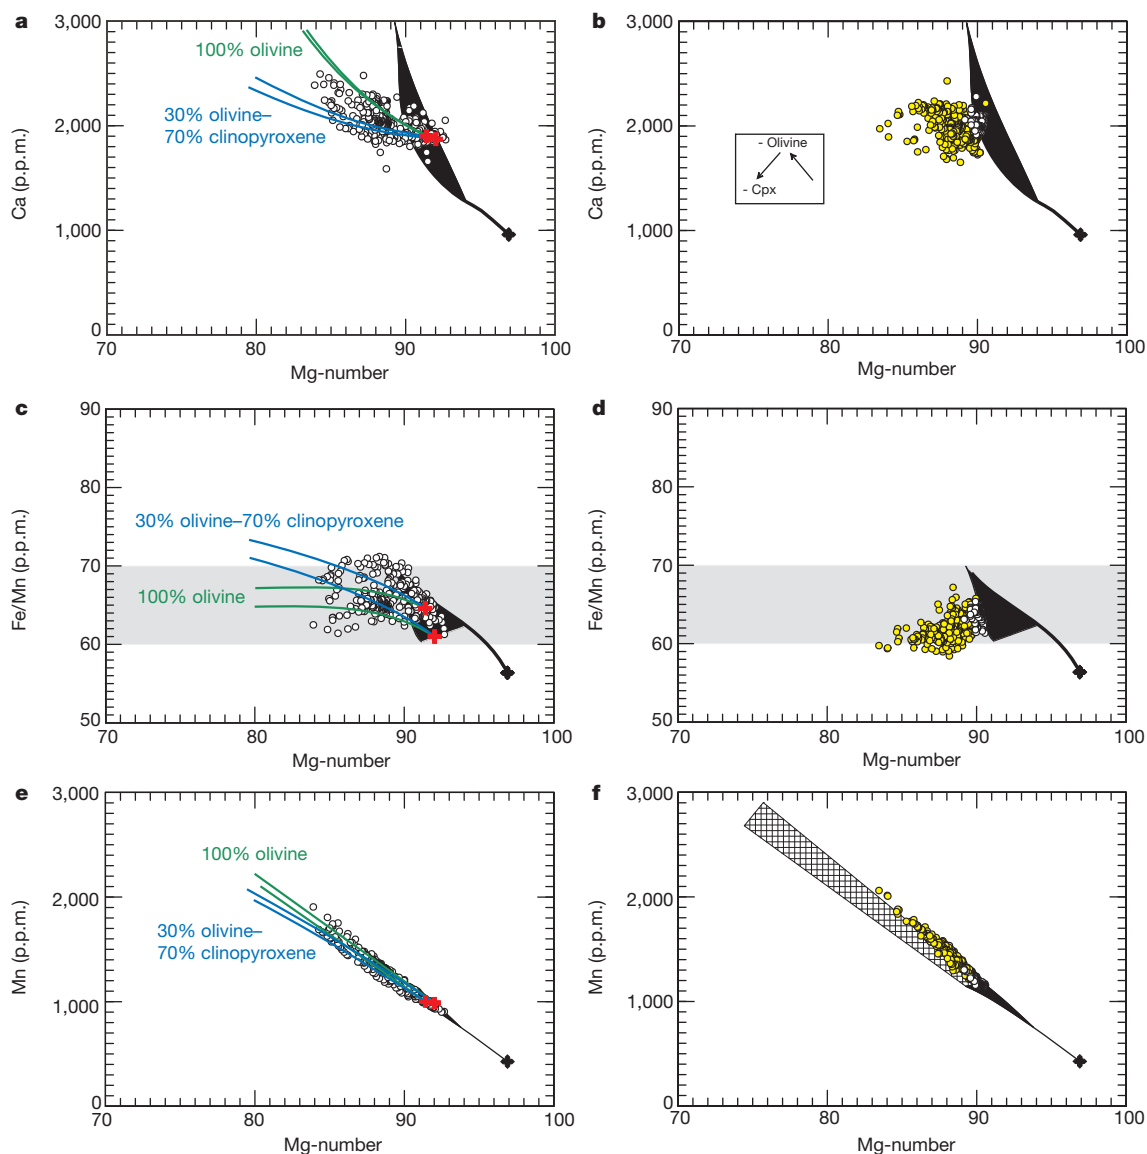 a
3,000
2,000
1,000
0
Ca (p.p.m.)
100% olivine
30% olivine–
70% clinopyroxene
70
80
90
100
Mg-number
b
3,000
2,000
1,000
0
Ca (p.p.m.)
- Olivine
- Cpx
70
80
90
100
Mg-number
c
90
80
70
60
50
Fe/Mn (p.p.m.)
30% olivine–70% clinopyroxene
100% olivine
70
80
90
100
Mg-number
d
90
80
70
60
50
Fe/Mn (p.p.m.)
70
80
90
100
Mg-number
e
3,000
2,000
1,000
0
Mn (p.p.m.)
100% olivine
30% olivine–
70% clinopyroxene
70
80
90
100
Mg-number
f
3,000
2,000
1,000
0
Mn (p.p.m.)
70
80
90
100
Mg-number